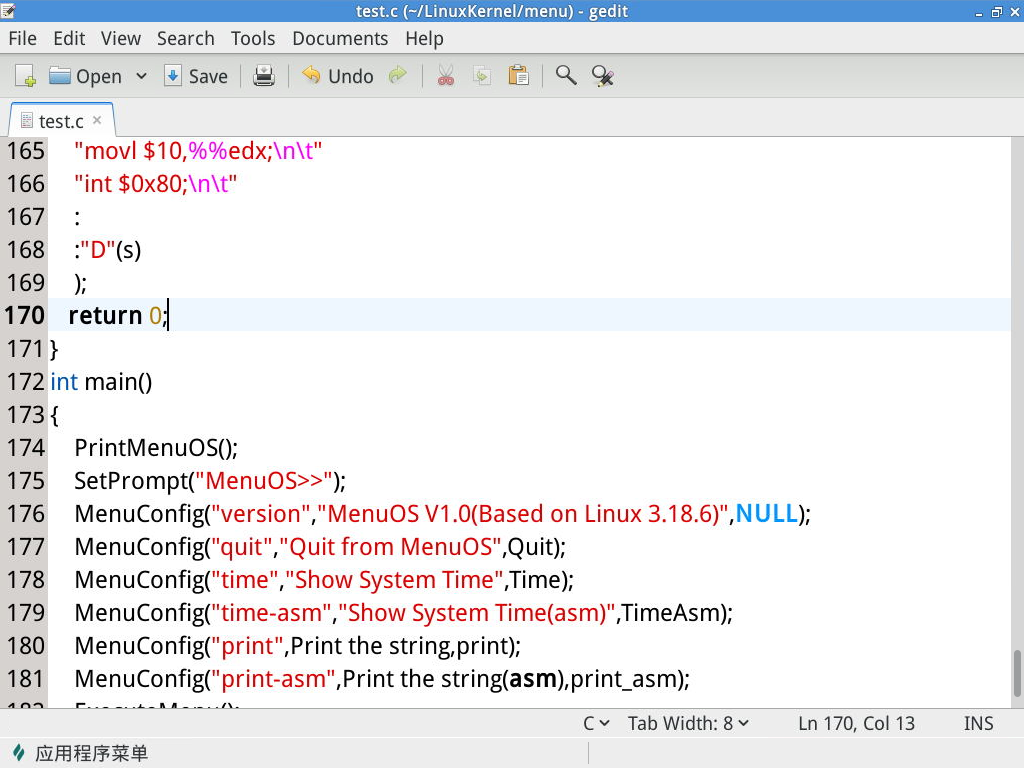 test.c (~/LinuxKernel/menu) - gedit
File Edit View Search Tools Documents Help
Open Save Undo
test.c
165 "movl $10,%%edx;\n\t"
166 "int $0x80;\n\t"
167 :
168 :"D"(s)
169 );
170 return 0;
171 }
172 int main()
173 {
174 PrintMenuOS();
175 SetPrompt("MenuOS>>");
176 MenuConfig("version","MenuOS V1.0(Based on Linux 3.18.6)",NULL);
177 MenuConfig("quit","Quit from MenuOS",Quit);
178 MenuConfig("time","Show System Time",Time);
179 MenuConfig("time-asm","Show System Time(asm)",TimeAsm);
180 MenuConfig("print",Print the string,print);
181 MenuConfig("print-asm",Print the string(asm),print_asm);
182 ExecuteMenu();
C Tab Width: 8 Ln 170, Col 13 INS
应用程序菜单